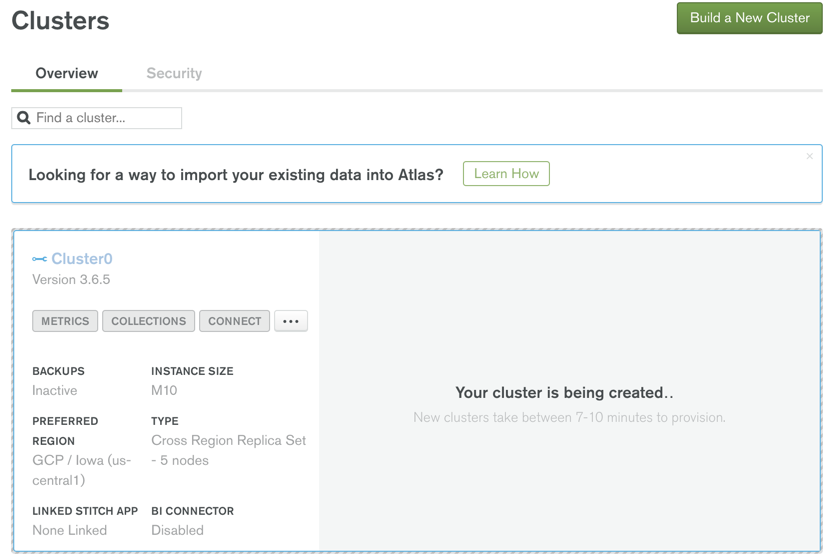 Clusters
Build a New Cluster
Overview
Security
Find a cluster...
Looking for a way to import your existing data into Atlas?
Learn How
×
Cluster0
Version 3.6.5
METRICS
COLLECTIONS
CONNECT
...
BACKUPS
Inactive
INSTANCE SIZE
M10
PREFERRED
REGION
GCP / Iowa (us-
central1)
TYPE
Cross Region Replica Set
- 5 nodes
LINKED STITCH APP
None Linked
BI CONNECTOR
Disabled
Your cluster is being created..
New clusters take between 7-10 minutes to provision.